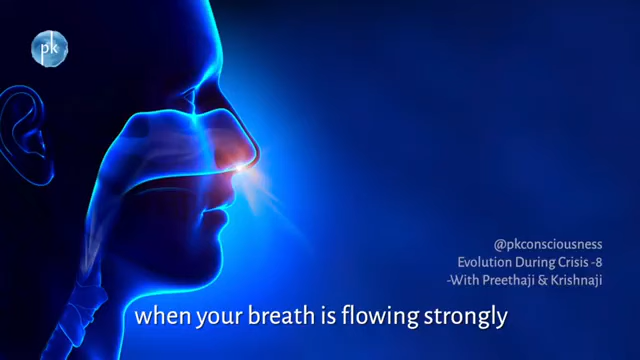 pk
@pkconsciousness
Evolution During Crisis -8
-With Preethaji & Krishnaji
when your breath is flowing strongly